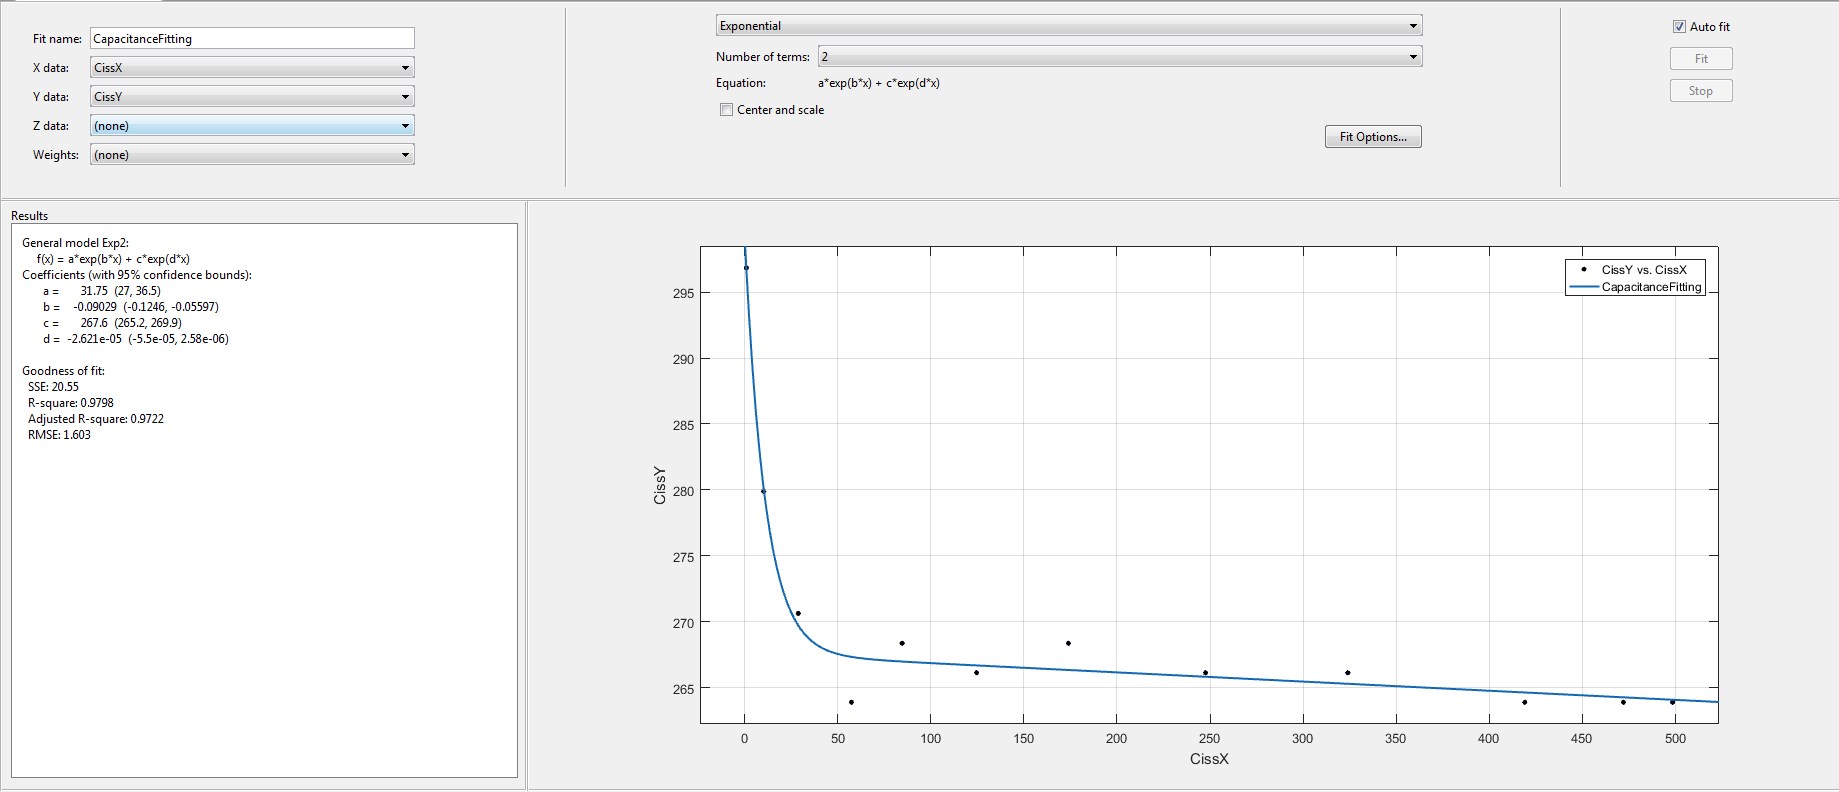 Fit name: CapacitanceFitting
X data: CissX
Y data: CissY
Z data: (none)
Weights: (none)
Exponential
Number of terms: 2
Equation: a*exp(b*x) + c*exp(d*x)
Center and scale
Fit Options...
Auto fit
Fit
Stop
Results
General model Exp2:
f(x) = a*exp(b*x) + c*exp(d*x)
Coefficients (with 95% confidence bounds):
a = 31.75 (27, 36.5)
b = -0.09029 (-0.1246, -0.05597)
c = 267.6 (265.2, 269.9)
d = -2.621e-05 (-5.5e-05, 2.58e-06)
Goodness of fit:
SSE: 20.55
R-square: 0.9798
Adjusted R-square: 0.9722
RMSE: 1.603
CissY vs. CissX
CapacitanceFitting
295
290
285
280
275
270
265
CissY
0 50 100 150 200 250 300 350 400 450 500
CissX